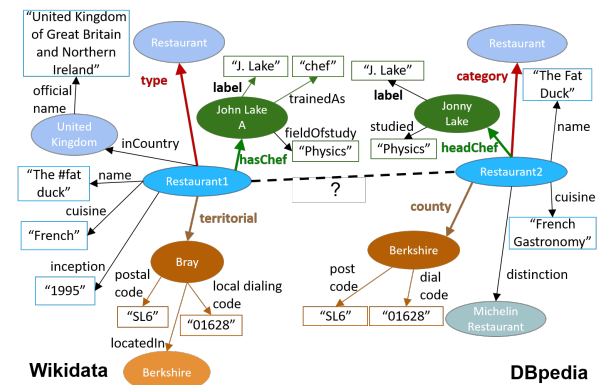 "United Kingdom
of Great Britain
and Northern
Ireland"
official
name
United
Kingdom
inCountry
Restaurant
type
"J. Lake"
"chef"
label
trainedAs
John Lake
A
fieldOfstudy
"Physics"
hasChef
"The #fat
duck"
name
Restaurant1
cuisine
"French"
territorial
inception
"1995"
Bray
postal
code
local dialing
code
"SL6"
"01628"
locatedIn
Berkshire
Wikidata
?
Restaurant
category
"J. Lake"
label
"The Fat
Duck"
Jonny
Lake
studied
"Physics"
headChef
name
Restaurant2
cuisine
"French
Gastronomy"
county
Berkshire
distinction
post
code
dial
code
"SL6"
"01628"
Michelin
Restaurant
DBpedia